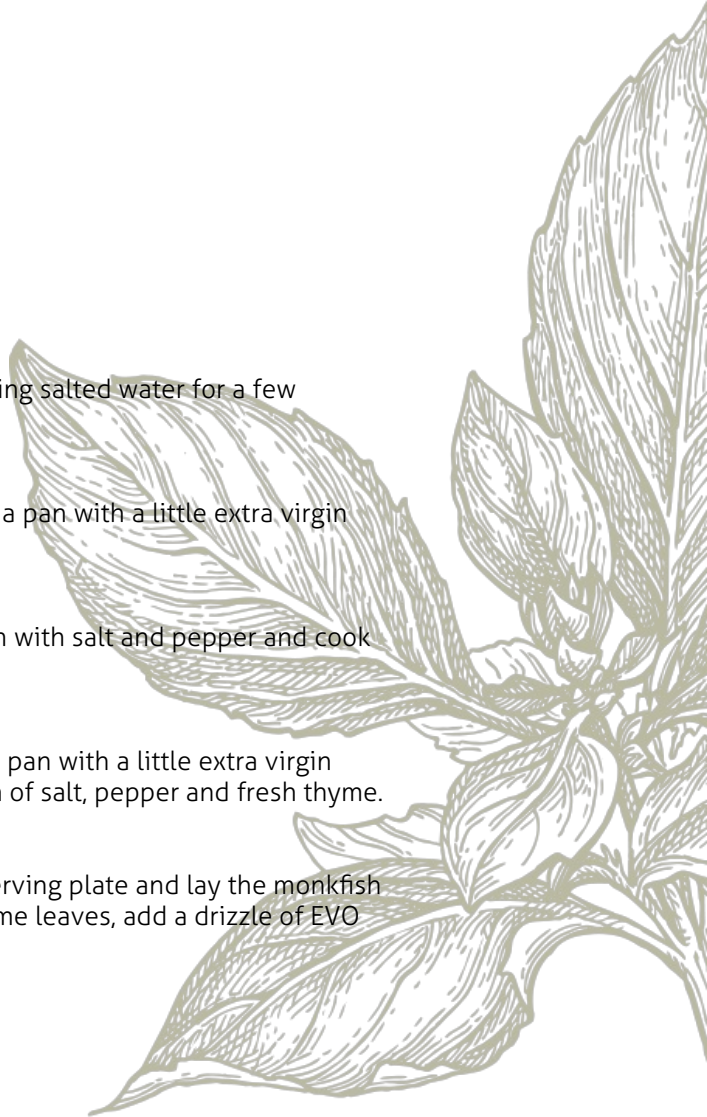 ing salted water for a few
a pan with a little extra virgin
with salt and pepper and cook
pan with a little extra virgin
of salt, pepper and fresh thyme.
erving plate and lay the monkfish
me leaves, add a drizzle of EVO